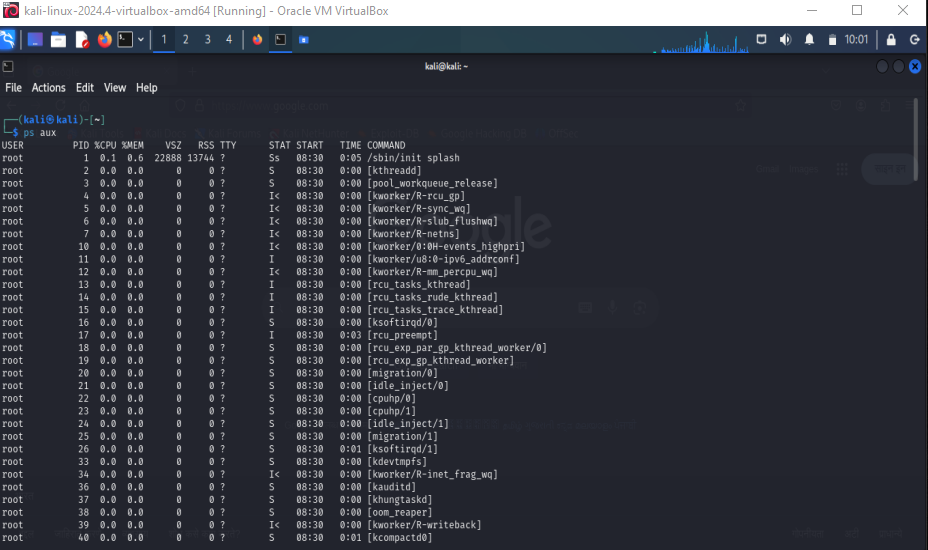 kali-linux-2024.4-virtualbox-amd64 [Running] - Oracle VM VirtualBox
1 2 3 4 10:01
kali@kali: ~
File Actions Edit View Help
┌──(kali㉿kali)-[~]
└─$ ps aux
USER PID %CPU %MEM VSZ RSS TTY STAT START TIME COMMAND
root 1 0.1 0.6 22888 13744 ? Ss 08:30 0:05 /sbin/init splash
root 2 0.0 0.0 0 0 ? S 08:30 0:00 [kthreadd]
root 3 0.0 0.0 0 0 ? S 08:30 0:00 [pool_workqueue_release]
root 4 0.0 0.0 0 0 ? I< 08:30 0:00 [kworker/R-rcu_gp]
root 5 0.0 0.0 0 0 ? I< 08:30 0:00 [kworker/R-sync_wq]
root 6 0.0 0.0 0 0 ? I< 08:30 0:00 [kworker/R-slub_flushwq]
root 7 0.0 0.0 0 0 ? I< 08:30 0:00 [kworker/R-netns]
root 10 0.0 0.0 0 0 ? I< 08:30 0:00 [kworker/0:0H-events_highpri]
root 11 0.0 0.0 0 0 ? I 08:30 0:00 [kworker/u8:0-ipv6_addrconf]
root 12 0.0 0.0 0 0 ? I< 08:30 0:00 [kworker/R-mm_percpu_wq]
root 13 0.0 0.0 0 0 ? I 08:30 0:00 [rcu_tasks_kthread]
root 14 0.0 0.0 0 0 ? I 08:30 0:00 [rcu_tasks_rude_kthread]
root 15 0.0 0.0 0 0 ? I 08:30 0:00 [rcu_tasks_trace_kthread]
root 16 0.0 0.0 0 0 ? S 08:30 0:00 [ksoftirqd/0]
root 17 0.0 0.0 0 0 ? I 08:30 0:03 [rcu_preempt]
root 18 0.0 0.0 0 0 ? S 08:30 0:00 [rcu_exp_par_gp_kthread_worker/0]
root 19 0.0 0.0 0 0 ? S 08:30 0:00 [rcu_exp_gp_kthread_worker]
root 20 0.0 0.0 0 0 ? S 08:30 0:00 [migration/0]
root 21 0.0 0.0 0 0 ? S 08:30 0:00 [idle_inject/0]
root 22 0.0 0.0 0 0 ? S 08:30 0:00 [cpuhp/0]
root 23 0.0 0.0 0 0 ? S 08:30 0:00 [cpuhp/1]
root 24 0.0 0.0 0 0 ? S 08:30 0:00 [idle_inject/1]
root 25 0.0 0.0 0 0 ? S 08:30 0:00 [migration/1]
root 26 0.0 0.0 0 0 ? S 08:30 0:01 [ksoftirqd/1]
root 33 0.0 0.0 0 0 ? S 08:30 0:00 [kdevtmpfs]
root 34 0.0 0.0 0 0 ? I< 08:30 0:00 [kworker/R-inet_frag_wq]
root 36 0.0 0.0 0 0 ? S 08:30 0:00 [kauditd]
root 37 0.0 0.0 0 0 ? S 08:30 0:00 [khungtaskd]
root 38 0.0 0.0 0 0 ? S 08:30 0:00 [oom_reaper]
root 39 0.0 0.0 0 0 ? I< 08:30 0:00 [kworker/R-writeback]
root 40 0.0 0.0 0 0 ? S 08:30 0:01 [kcompactd0]